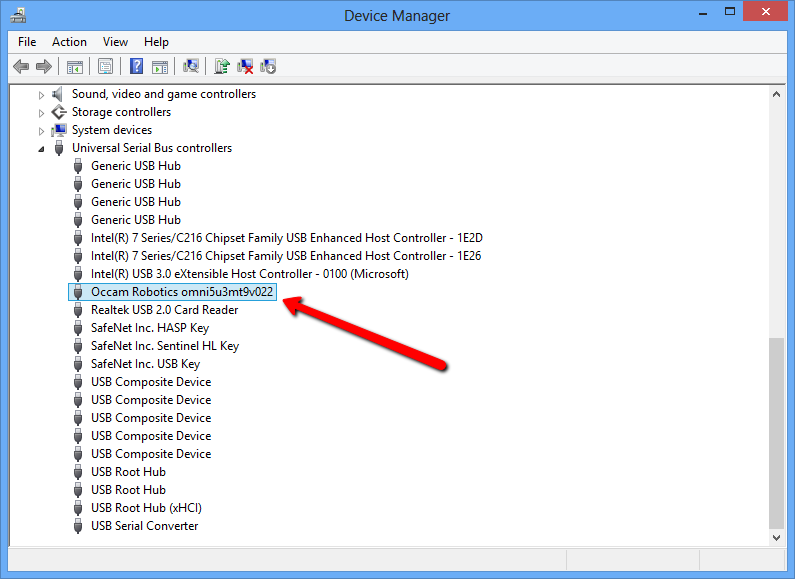 Device Manager
File Action View Help
Sound, video and game controllers
Storage controllers
System devices
Universal Serial Bus controllers
Generic USB Hub
Generic USB Hub
Generic USB Hub
Generic USB Hub
Intel(R) 7 Series/C216 Chipset Family USB Enhanced Host Controller - 1E2D
Intel(R) 7 Series/C216 Chipset Family USB Enhanced Host Controller - 1E26
Intel(R) USB 3.0 eXtensible Host Controller - 0100 (Microsoft)
Occam Robotics omni5u3mt9v022
Realtek USB 2.0 Card Reader
SafeNet Inc. HASP Key
SafeNet Inc. Sentinel HL Key
SafeNet Inc. USB Key
USB Composite Device
USB Composite Device
USB Composite Device
USB Composite Device
USB Composite Device
USB Root Hub
USB Root Hub
USB Root Hub (xHCI)
USB Serial Converter